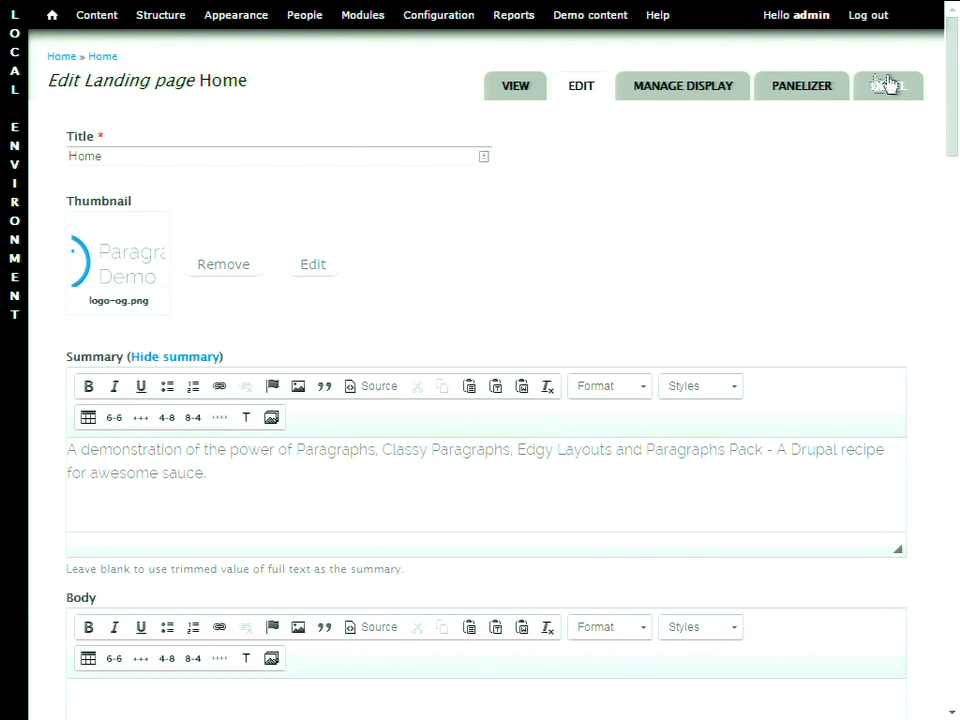 LOCAL ENVIRONMENT
Content Structure Appearance People Modules Configuration Reports Demo content Help Hello admin Log out
Home » Home
Edit Landing page Home
VIEW EDIT MANAGE DISPLAY PANELIZER
Title *
Home
Thumbnail
Paragra
Demo
logo-og.png
Remove Edit
Summary (Hide summary)
B I U Source Format Styles
6-6 4-8 8-4 T
A demonstration of the power of Paragraphs, Classy Paragraphs, Edgy Layouts and Paragraphs Pack - A Drupal recipe
for awesome sauce.
Leave blank to use trimmed value of full text as the summary.
Body
B I U Source Format Styles
6-6 4-8 8-4 T